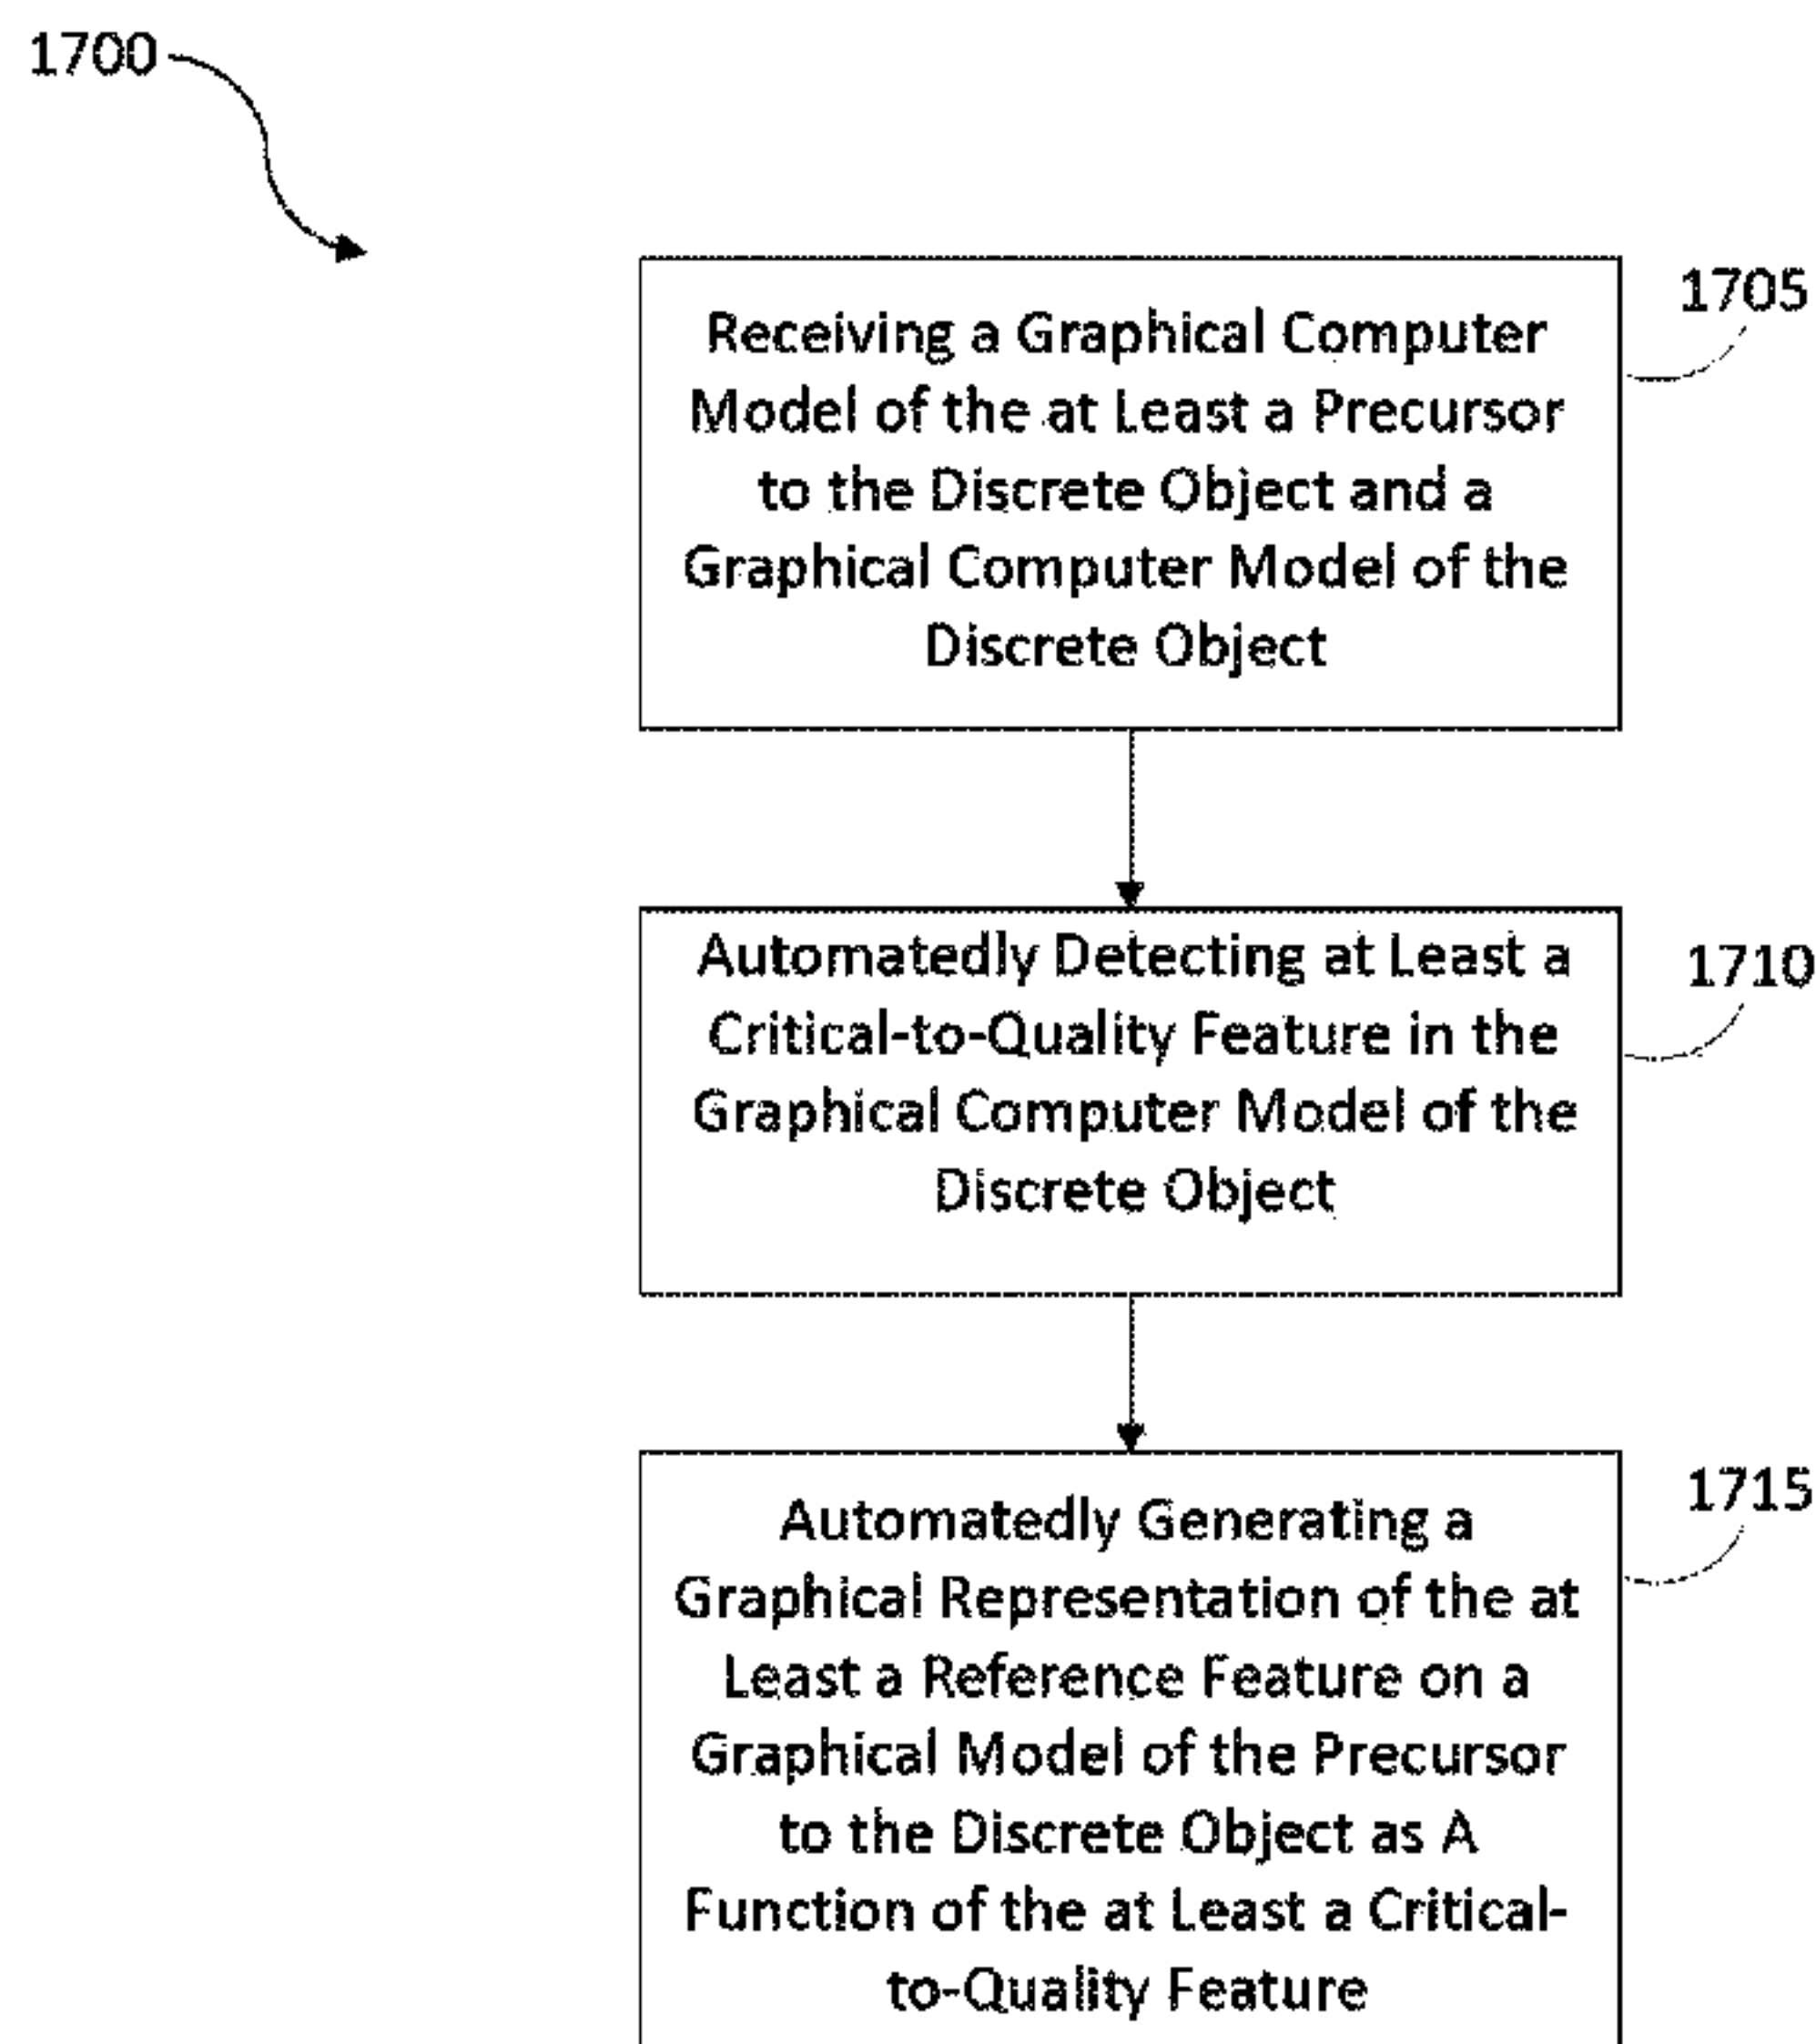 1700
Receiving a Graphical Computer
Model of the at Least a Precursor
to the Discrete Object and a
Graphical Computer Model of the
Discrete Object
1705
Automatedly Detecting at Least a
Critical-to-Quality Feature in the
Graphical Computer Model of the
Discrete Object
1710
Automatedly Generating a
Graphical Representation of the at
Least a Reference Feature on a
Graphical Model of the Precursor
to the Discrete Object as A
Function of the at Least a Critical-
to-Quality Feature
1715